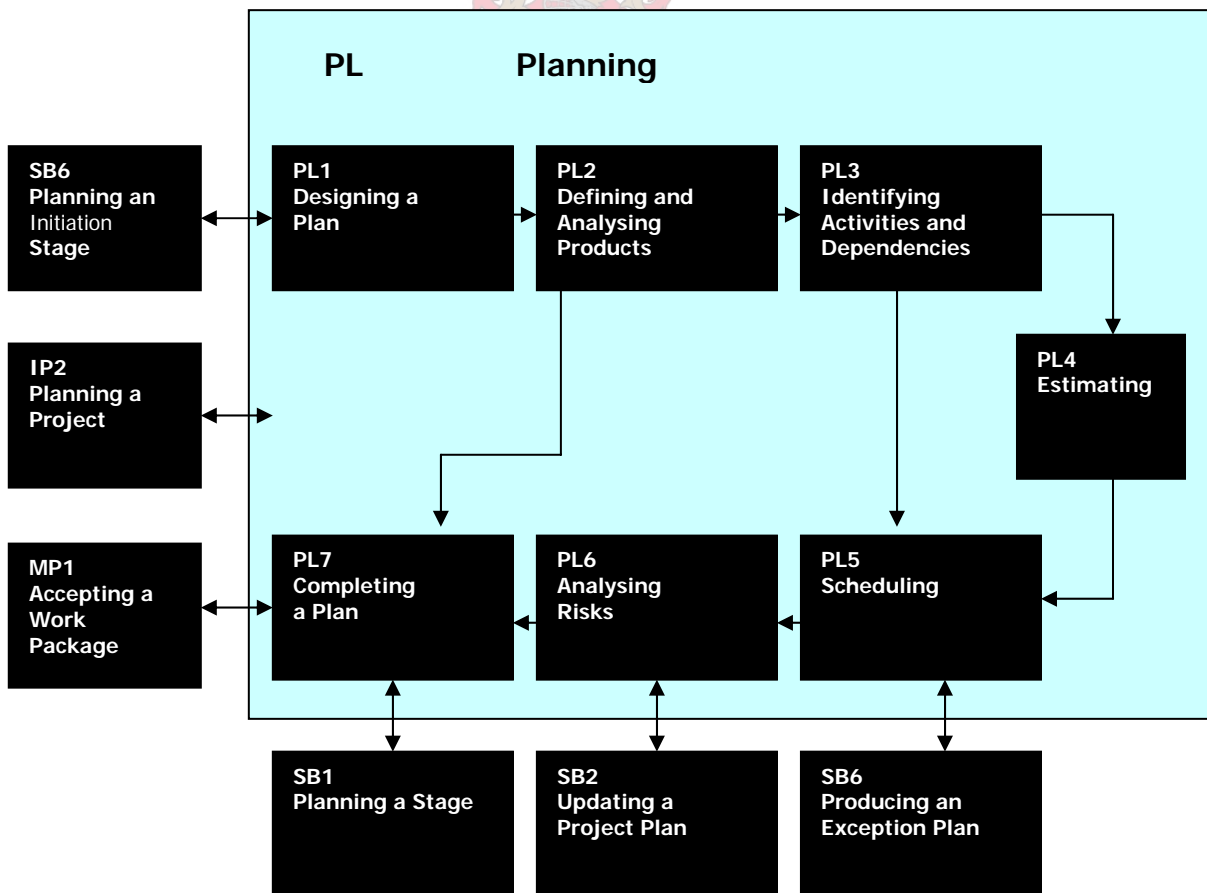 PL Planning
SB6
Planning an
Initiation
Stage
PL1
Designing a
Plan
PL2
Defining and
Analysing
Products
PL3
Identifying
Activities and
Dependencies
IP2
Planning a
Project
PL4
Estimating
MP1
Accepting a
Work
Package
PL7
Completing
a Plan
PL6
Analysing
Risks
PL5
Scheduling
SB1
Planning a Stage
SB2
Updating a
Project Plan
SB6
Producing an
Exception Plan